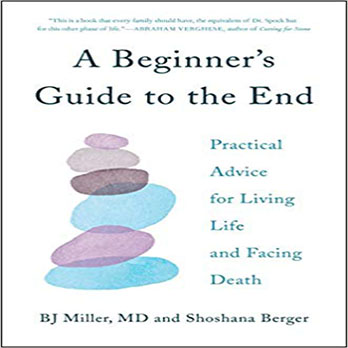 "This is a book that every family should have, the equivalent of Dr. Spock but
for this other phase of life."—ABRAHAM VERGHESE, author of Cutting for Stone
A Beginner's
Guide to the End
Practical
Advice
for Living
Life
and Facing
Death
BJ Miller, MD and Shoshana Berger